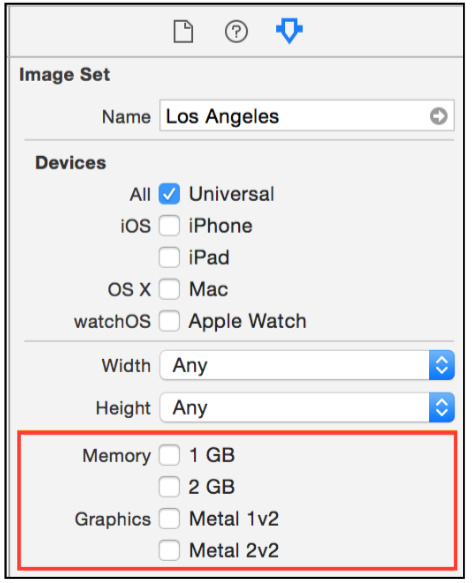 Image Set
Name Los Angeles
Devices
All Universal
iOS iPhone
iPad
OS X Mac
watchOS Apple Watch
Width Any
Height Any
Memory 1 GB
2 GB
Graphics Metal 1v2
Metal 2v2